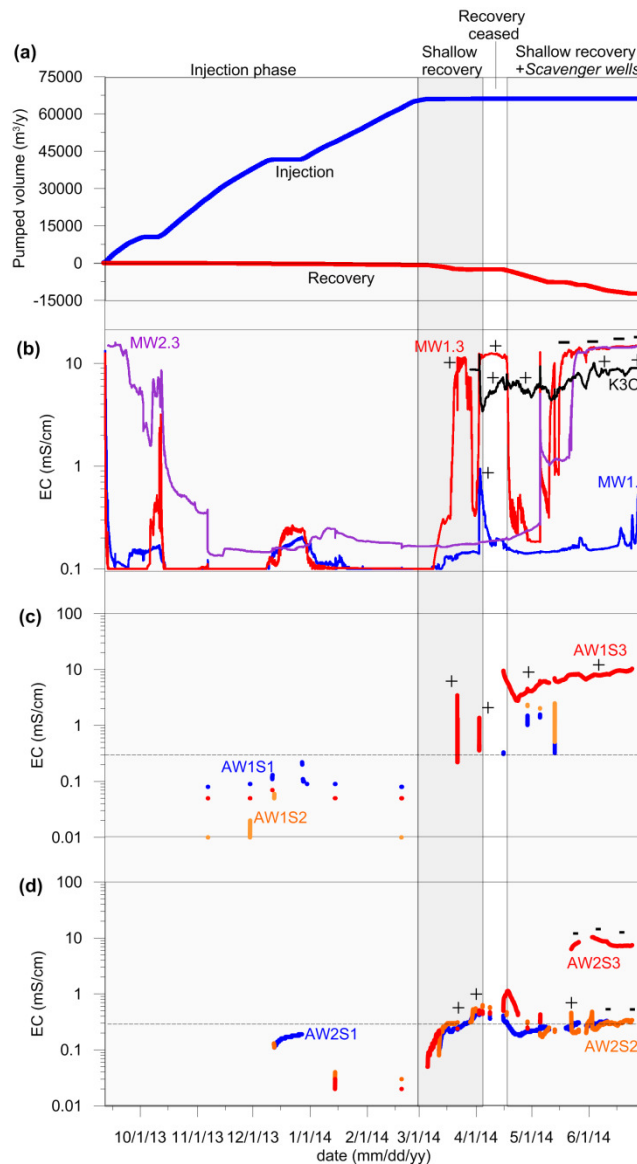 Recovery
ceased
(a)
Injection phase
Shallow
recovery
Shallow recovery
+Scavenger wells
75000
60000
45000
30000
15000
0
-15000
Pumped volume (m³/y)
Injection
Recovery
(b)
MW2.3
MW1.3
K3O
MW1.
10
1
0.1
EC (mS/cm)
(c)
100
10
1
0.1
0.01
EC (mS/cm)
AW1S3
AW1S1
AW1S2
(d)
100
10
1
0.1
0.01
EC (mS/cm)
AW2S3
AW2S1
AW2S2
10/1/13 11/1/13 12/1/13 1/1/14 2/1/14 3/1/14 4/1/14 5/1/14 6/1/14
date (mm/dd/yy)